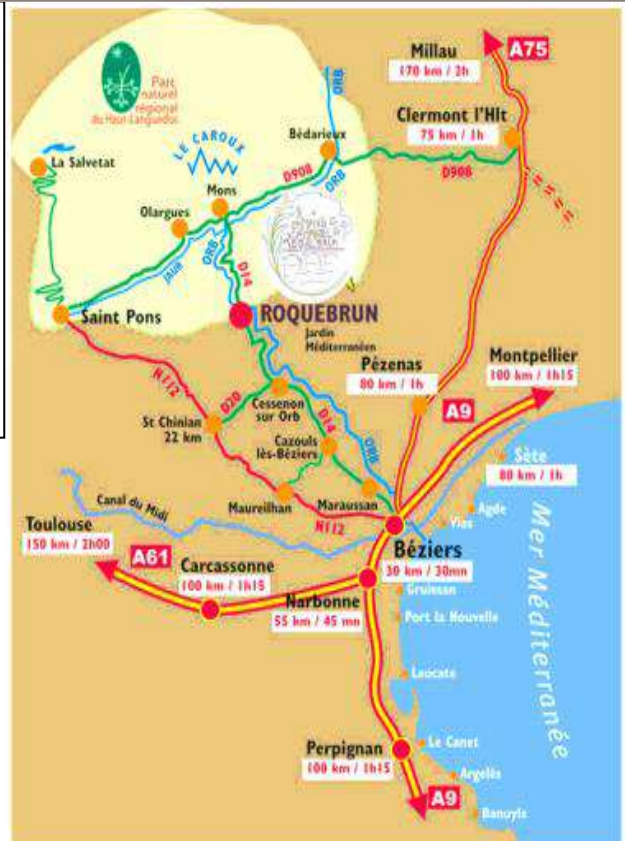 A75
Millau
170 km / 2h
ORB
Parc
naturel
régional
du Haut-Languedoc
Clermont l'Hlt
75 km / 1h
LE CAROUX
Bédarieux
La Salvetat
D908
ORB
D908
Mons
Olargues
JAUR
ORB
D14
Saint Pons
ROQUEBRUN
Jardin
Méditerranéen
Montpellier
100 km / 1h15
Pézenas
80 km / 1h
N112
D20
Cessenon
sur Orb
A9
St Chinian
22 km
D14
Cazouls
lès-Béziers
ORB
Sète
80 km / 1h
Canal du Midi
Maureilhan
Maraussan
Agde
Vias
N112
Toulouse
150 km / 2h00
Béziers
30 km / 30mn
A61
Carcassonne
100 km / 1h15
Gruissan
Narbonne
55 km / 45 mn
Port la Nouvelle
Mer Méditerranée
Leucate
Perpignan
100 km / 1h15
Le Canet
Argelès
A9
Banuyls